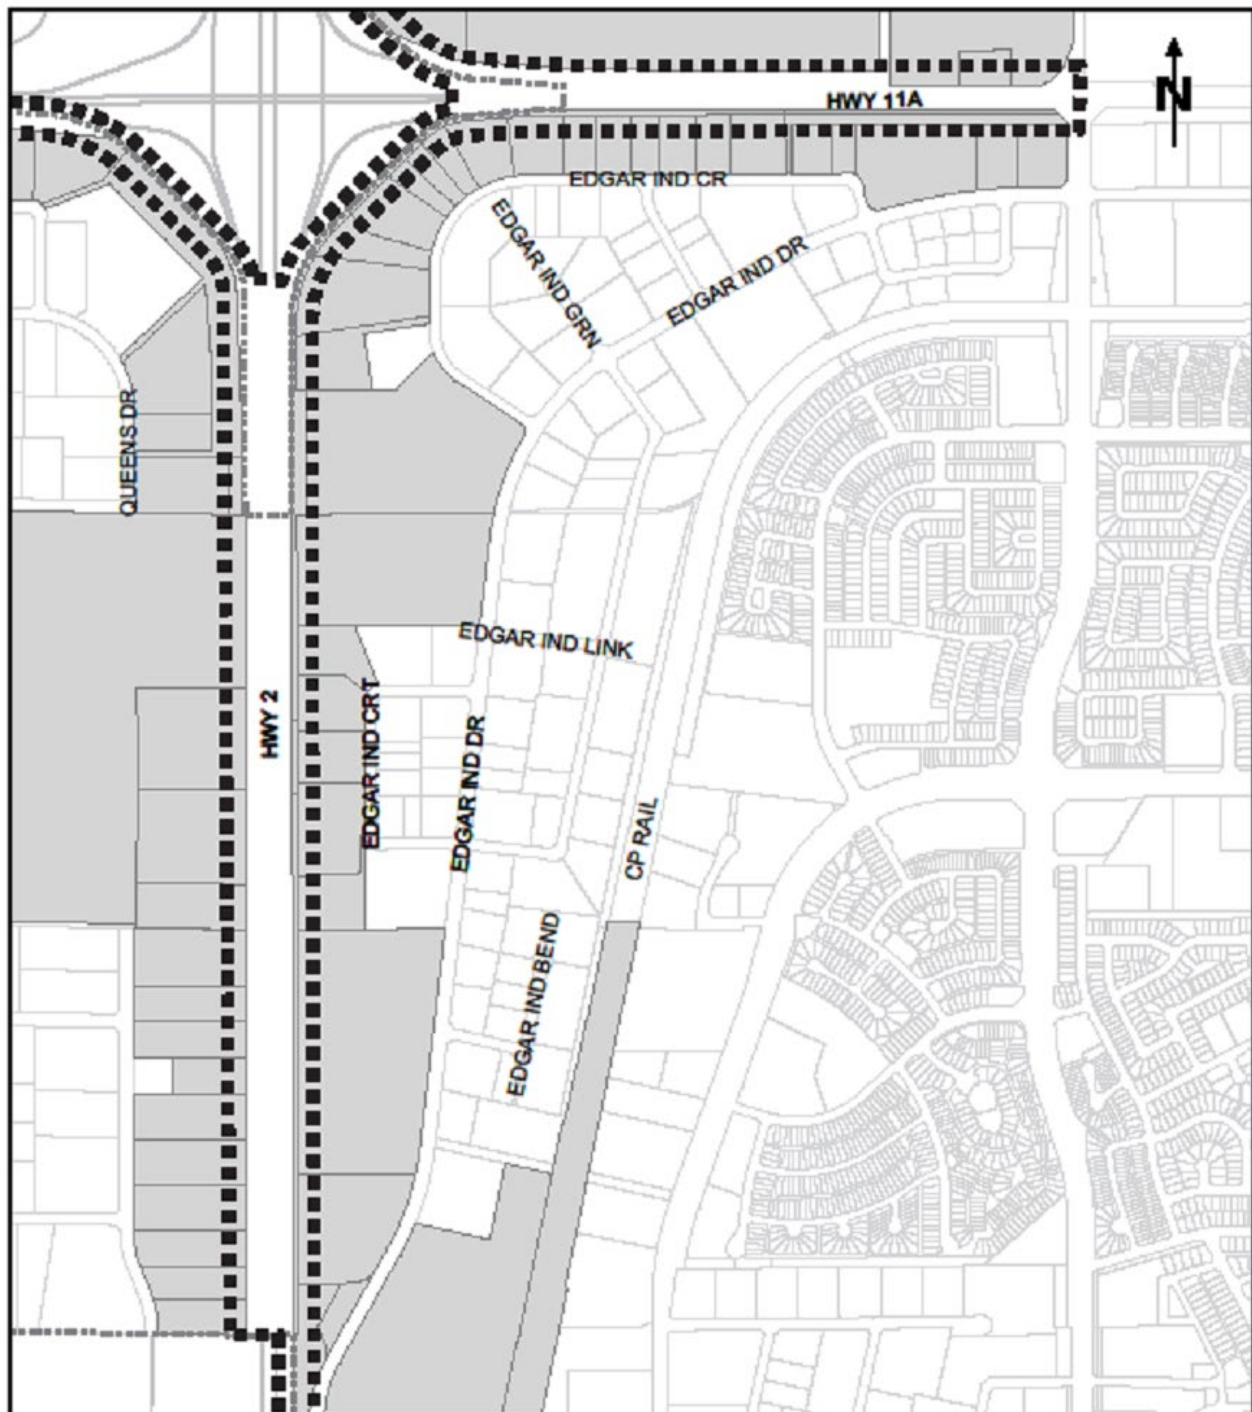 HWY 11A
N
EDGAR IND CR
EDGAR IND GRN
EDGAR IND DR
QUEENS DR
EDGAR IND LINK
HWY 2
EDGAR IND CRT
EDGAR IND DR
CP RAIL
EDGAR IND BEND